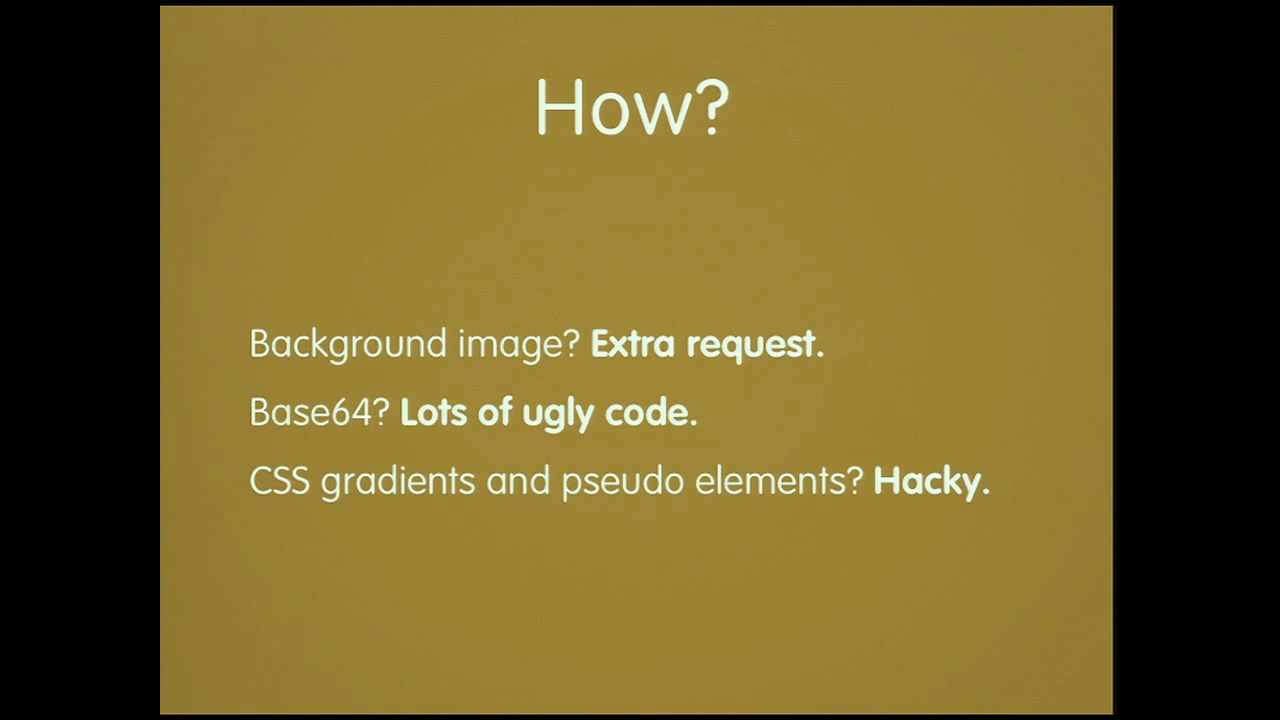 How?
Background image? Extra request.
Base64? Lots of ugly code.
CSS gradients and pseudo elements? Hacky.